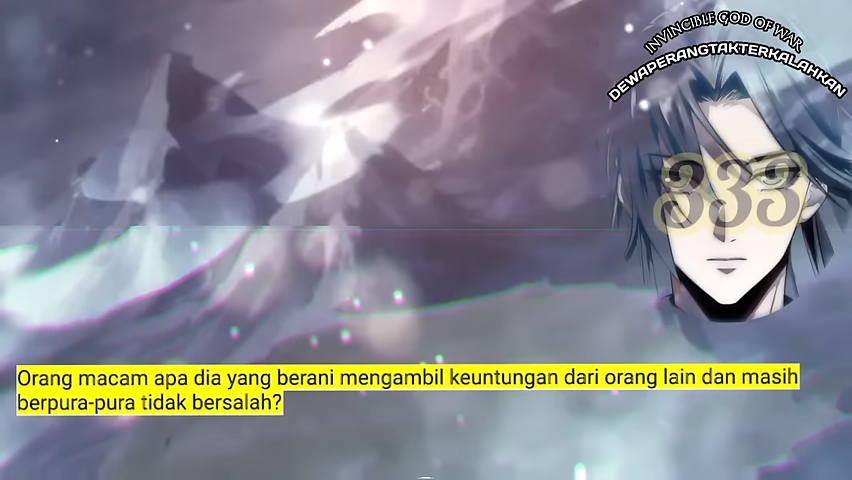 INVINCIBLE GOD OF WAR
DEWAPERANGTAKTERKALAHKAN
333
Orang macam apa dia yang berani mengambil keuntungan dari orang lain dan masih
berpura-pura tidak bersalah?